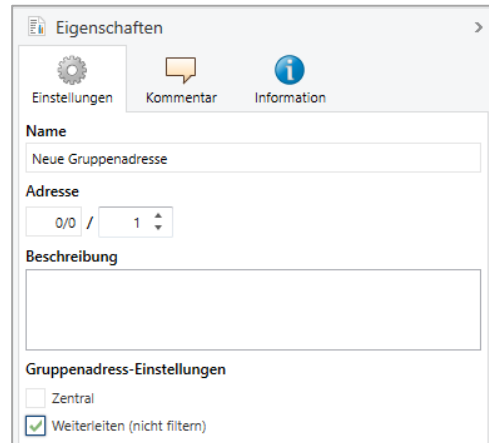 Eigenschaften
Einstellungen Kommentar Information
Name
Neue Gruppenadresse
Adresse
0/0 / 1
Beschreibung
Gruppenadress-Einstellungen
Zentral
Weiterleiten (nicht filtern)